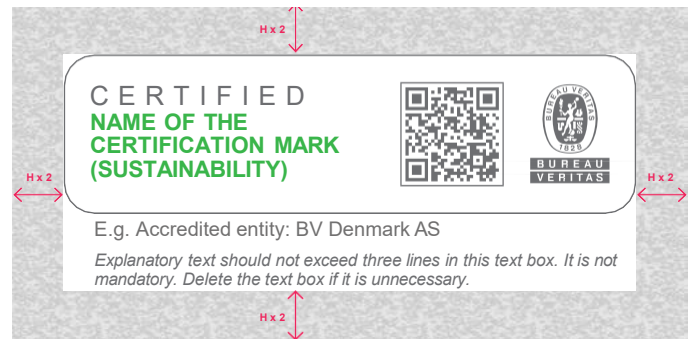 H x 2
CERTIFIED
NAME OF THE
CERTIFICATION MARK
(SUSTAINABILITY)
BUREAU VERITAS
1828
BUREAU
VERITAS
H x 2
H x 2
E.g. Accredited entity: BV Denmark AS
Explanatory text should not exceed three lines in this text box. It is not
mandatory. Delete the text box if it is unnecessary.
H x 2